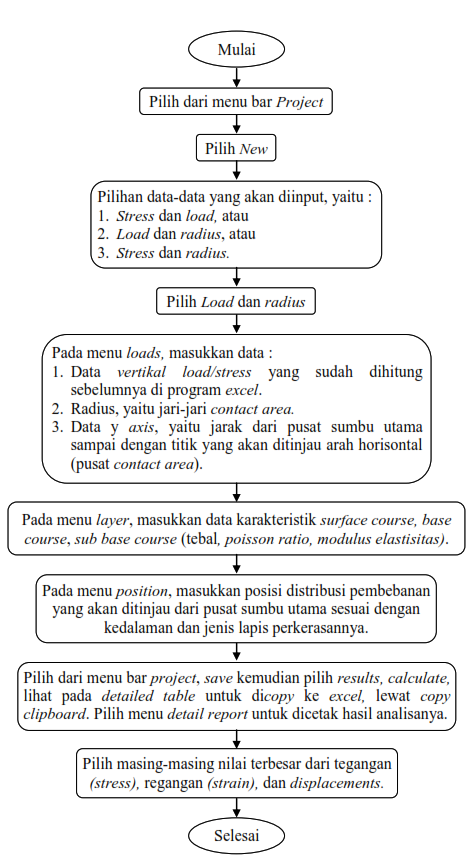 Mulai
Pilih dari menu bar Project
Pilih New
Pilihan data-data yang akan diinput, yaitu :
1. Stress dan load, atau
2. Load dan radius, atau
3. Stress dan radius.
Pilih Load dan radius
Pada menu loads, masukkan data :
1. Data vertikal load/stress yang sudah dihitung
sebelumnya di program excel.
2. Radius, yaitu jari-jari contact area.
3. Data y axis, yaitu jarak dari pusat sumbu utama
sampai dengan titik yang akan ditinjau arah horisontal
(pusat contact area).
Pada menu layer, masukkan data karakteristik surface course, base
course, sub base course (tebal, poisson ratio, modulus elastisitas).
Pada menu position, masukkan posisi distribusi pembebanan
yang akan ditinjau dari pusat sumbu utama sesuai dengan
kedalaman dan jenis lapis perkerasannya.
Pilih dari menu bar project, save kemudian pilih results, calculate,
lihat pada detailed table untuk dicopy ke excel, lewat copy
clipboard. Pilih menu detail report untuk dicetak hasil analisanya.
Pilih masing-masing nilai terbesar dari tegangan
(stress), regangan (strain), dan displacements.
Selesai